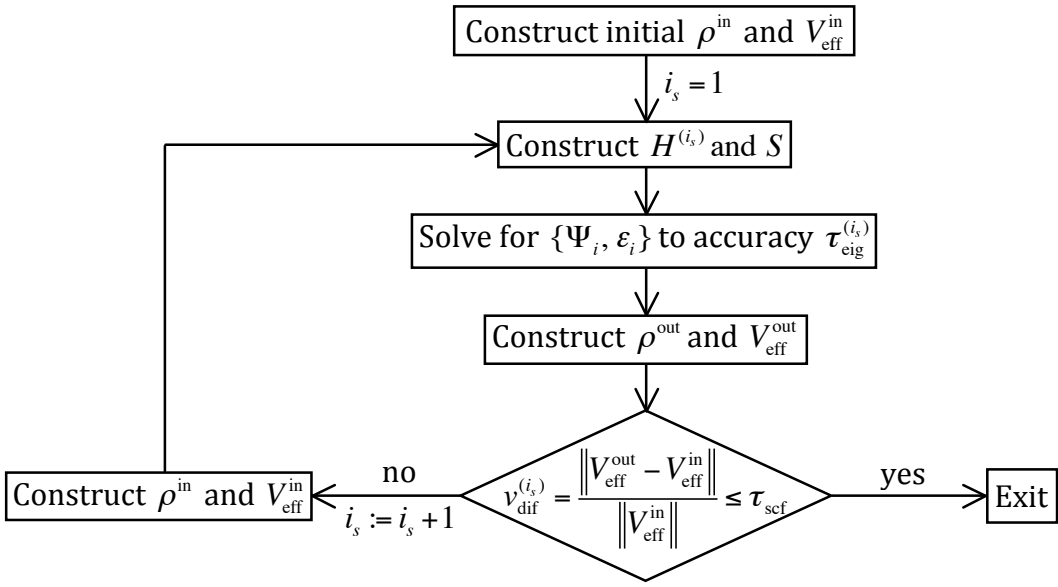 Construct initial ρ^in and V_eff^in
i_s = 1
Construct H^(i_s) and S
Solve for {Ψ_i, ε_i} to accuracy τ_eig^(i_s)
Construct ρ^out and V_eff^out
v_dif^(i_s) = ‖V_eff^out − V_eff^in‖ / ‖V_eff^in‖ ≤ τ_scf
no
i_s := i_s + 1
Construct ρ^in and V_eff^in
yes
Exit